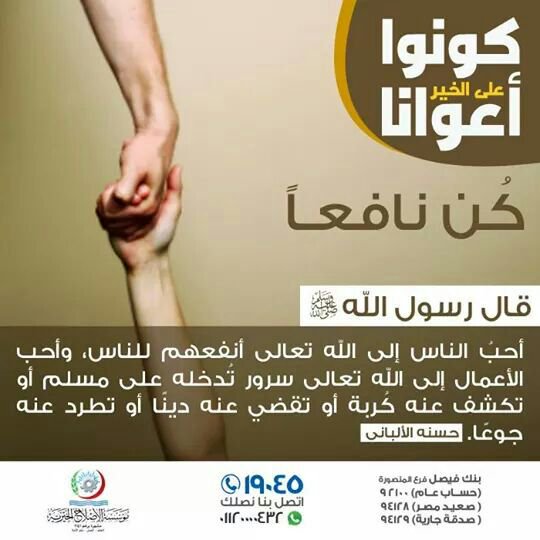 كونوا
على الخير
أعوانا
كُن نافعاً
قال رسول الله ﷺ
أحبُ الناس إلى الله تعالى أنفعهم للناس، وأحب
الأعمال إلى الله تعالى سرور تُدخله على مسلم أو
تكشف عنه كُربة أو تقضي عنه دينًا أو تطرد عنه
جوعًا. حسنه الألبانى
بنك فيصل فرع المنصورة
(حساب عام) ٩٢١٠٠
(صعيد مصر) ٩٤١٢٨
(صدقة جارية) ٩٤١٢٩
١٩٠٤٥
اتصل بنا نصلك
٠١١٢٠٠٠٠٤٣٢
مؤسسة الإصلاح الخيرية